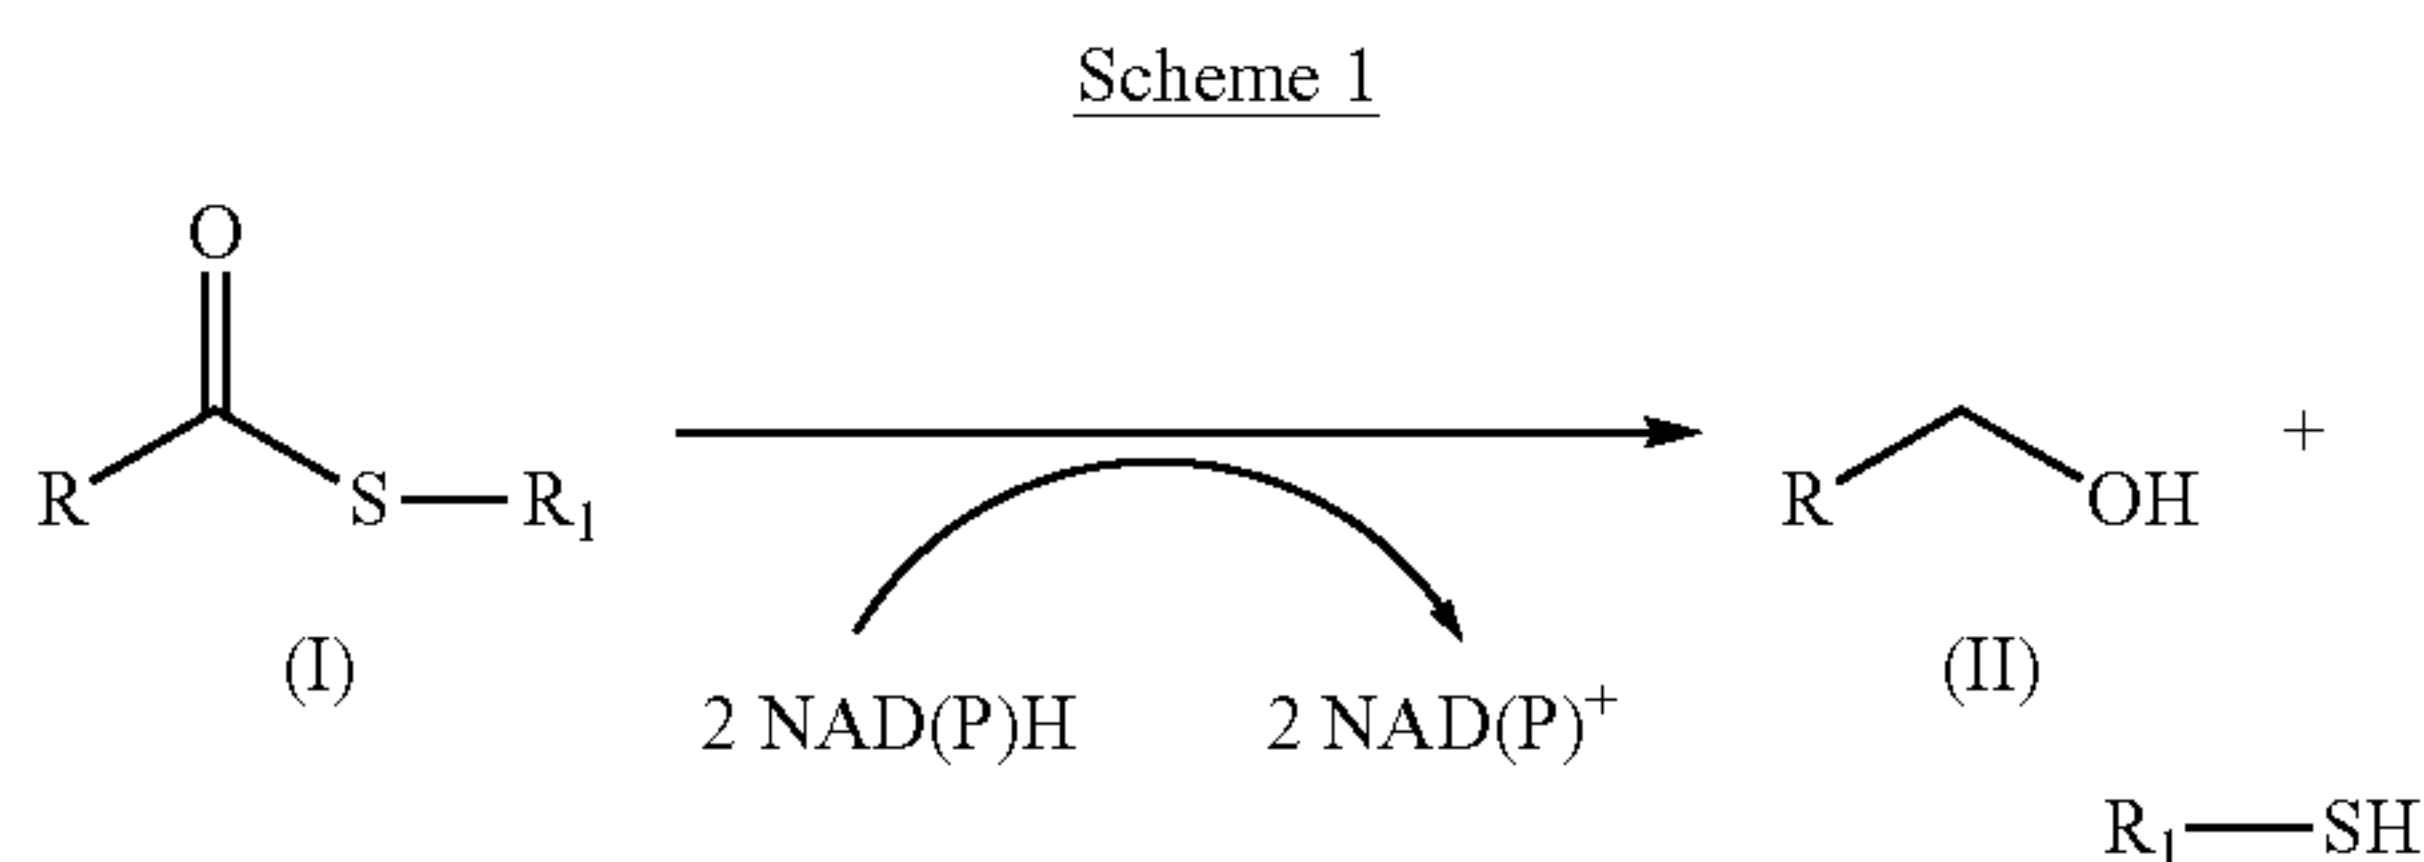 Scheme 1
O
R S R₁ R OH +
(I) (II)
2 NAD(P)H 2 NAD(P)⁺
R₁ SH